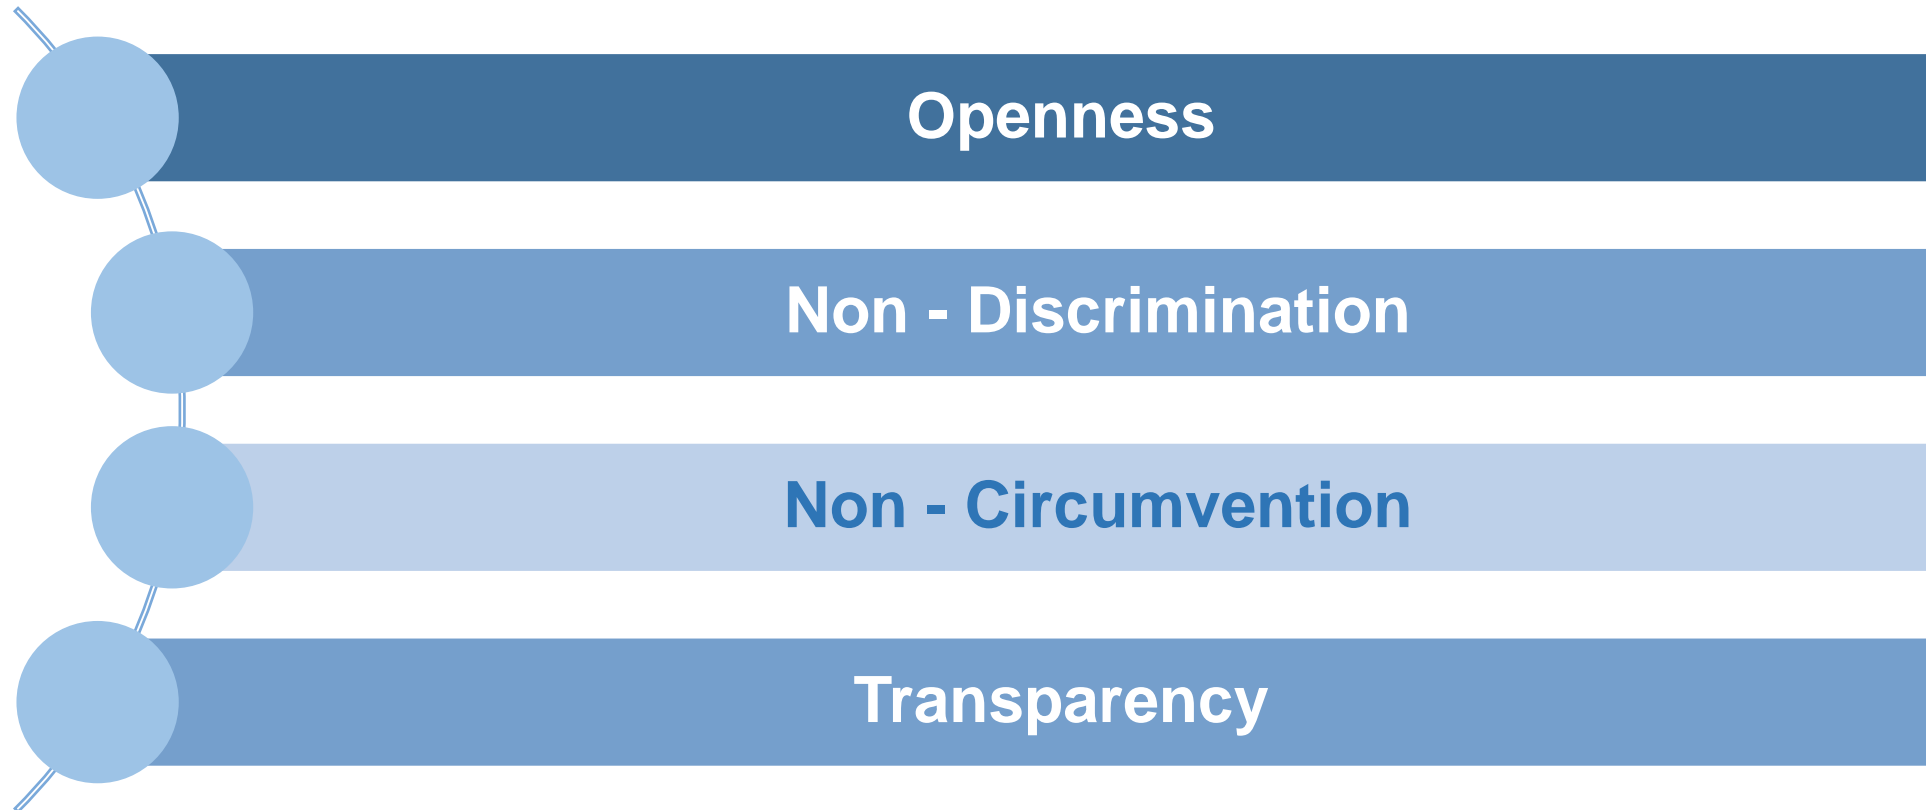 Openness
Non - Discrimination
Non - Circumvention
Transparency